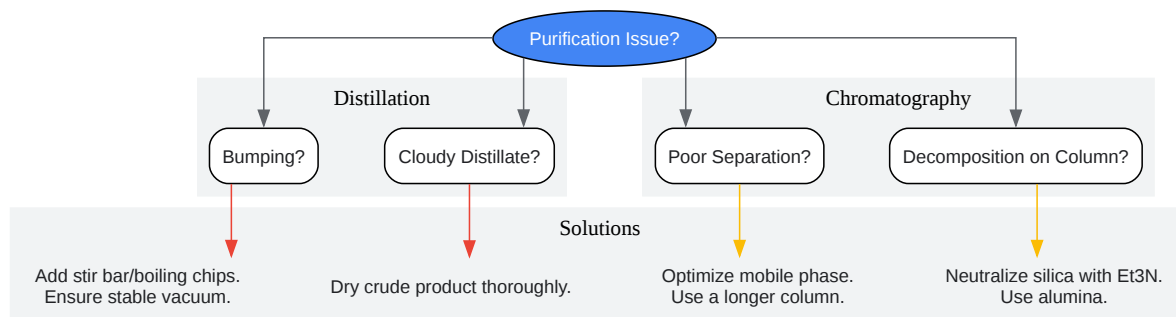 Purification Issue?
Distillation
Chromatography
Bumping?
Cloudy Distillate?
Poor Separation?
Decomposition on Column?
Solutions
Add stir bar/boiling chips.
Ensure stable vacuum.
Dry crude product thoroughly.
Optimize mobile phase.
Use a longer column.
Neutralize silica with Et3N.
Use alumina.